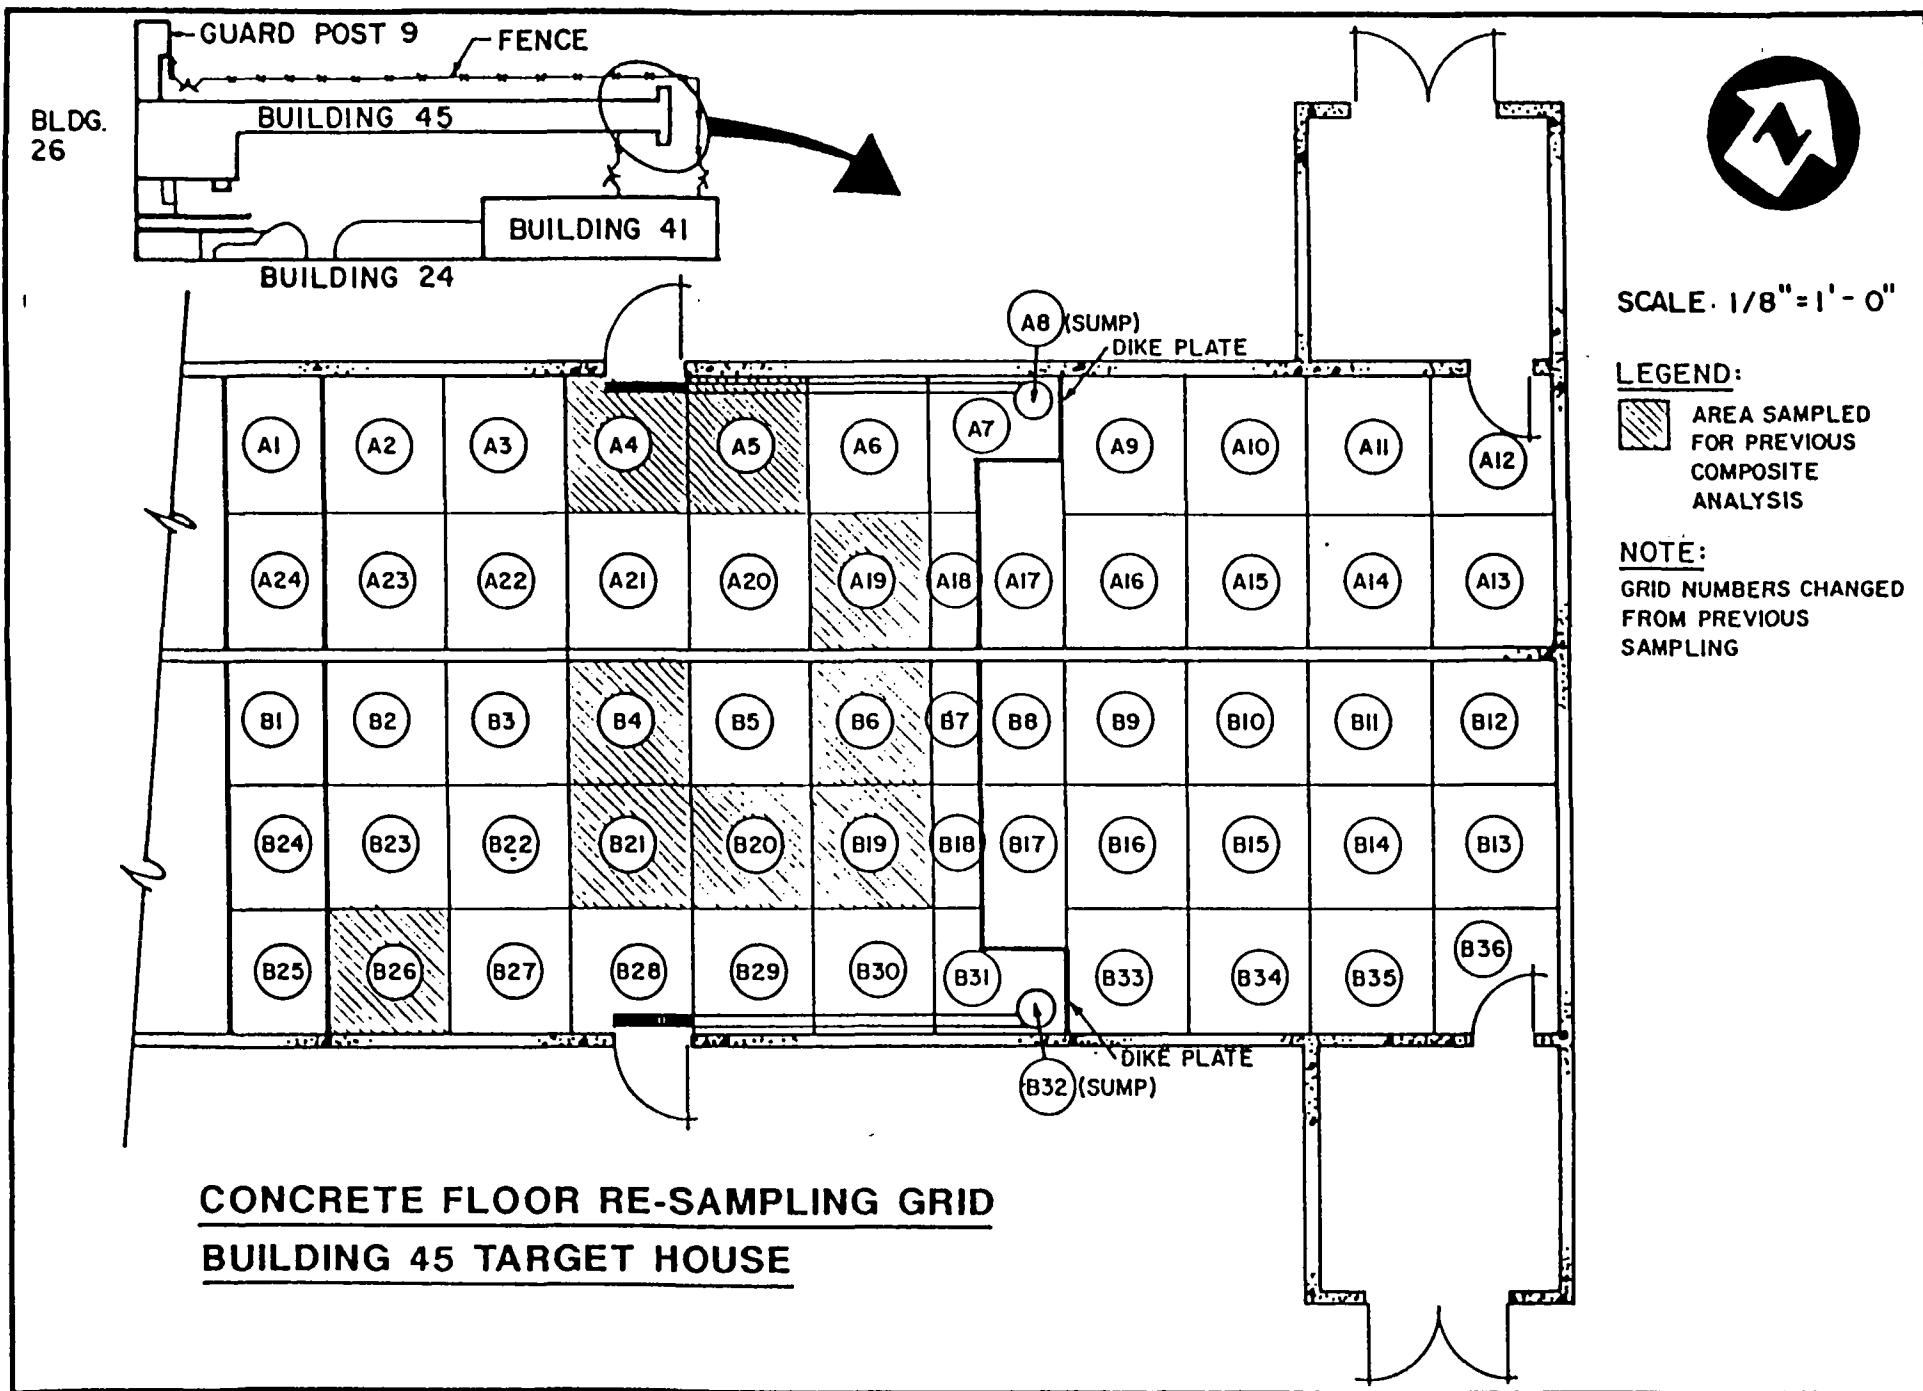 GUARD POST 9
FENCE
BLDG.
26
BUILDING 45
BUILDING 41
BUILDING 24
N
SCALE. 1/8"=1'-0"
A8 (SUMP)
DIKE PLATE
LEGEND:
AREA SAMPLED
FOR PREVIOUS
COMPOSITE
ANALYSIS
NOTE:
GRID NUMBERS CHANGED
FROM PREVIOUS
SAMPLING
A1 A2 A3 A4 A5 A6 A7 A9 A10 A11 A12
A24 A23 A22 A21 A20 A19 A18 A17 A16 A15 A14 A13
B1 B2 B3 B4 B5 B6 B7 B8 B9 B10 B11 B12
B24 B23 B22 B21 B20 B19 B18 B17 B16 B15 B14 B13
B25 B26 B27 B28 B29 B30 B31 B33 B34 B35 B36
DIKE PLATE
B32 (SUMP)
CONCRETE FLOOR RE-SAMPLING GRID
BUILDING 45 TARGET HOUSE